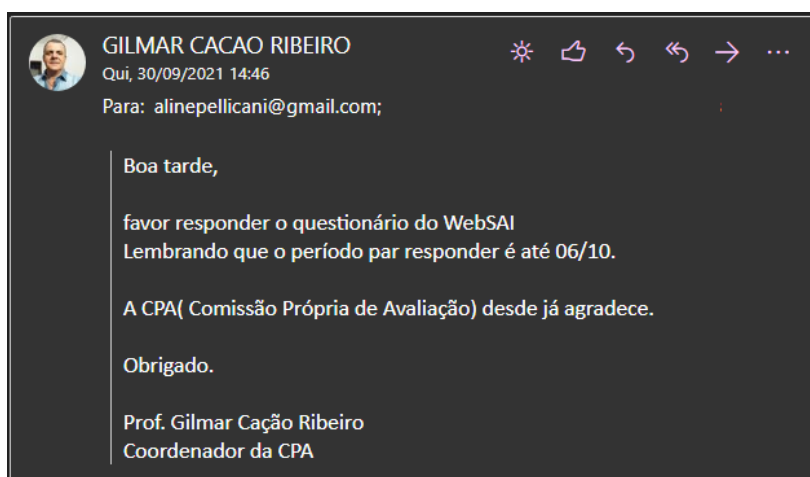 GILMAR CACAO RIBEIRO
Qui, 30/09/2021 14:46
Para: alinepellicani@gmail.com;
Boa tarde,
favor responder o questionário do WebSAI
Lembrando que o período par responder é até 06/10.
A CPA( Comissão Própria de Avaliação) desde já agradece.
Obrigado.
Prof. Gilmar Cação Ribeiro
Coordenador da CPA